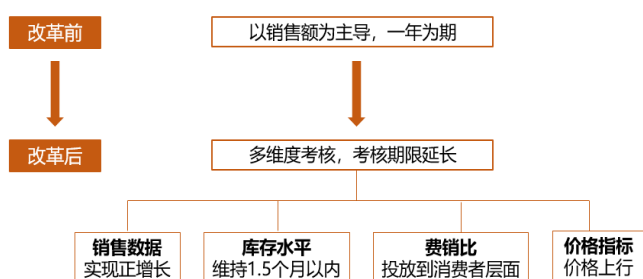 改革前
以销售额为主导，一年为期
改革后
多维度考核，考核期限延长
销售数据
实现正增长
库存水平
维持1.5个月以内
费销比
投放到消费者层面
价格指标
价格上行